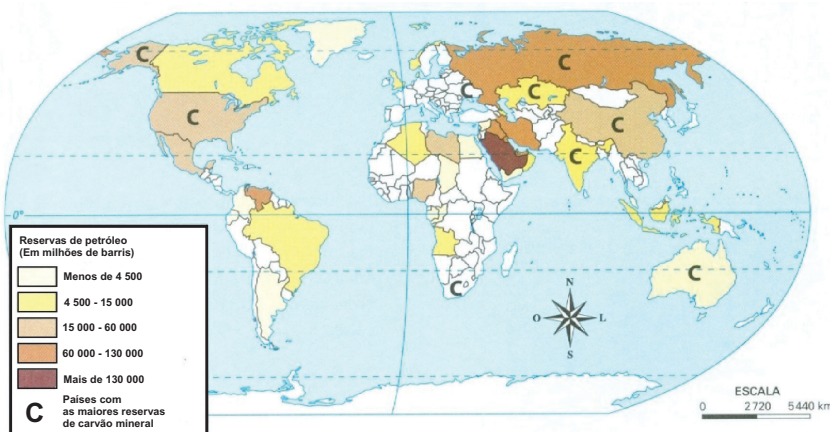 C
C
C
C
C
C
C
C
C
0°
Reservas de petróleo
(Em milhões de barris)
Menos de 4 500
4 500 - 15 000
15 000 - 60 000
60 000 - 130 000
Mais de 130 000
C Países com
as maiores reservas
de carvão mineral
N
O L
S
ESCALA
0 2720 5440 km